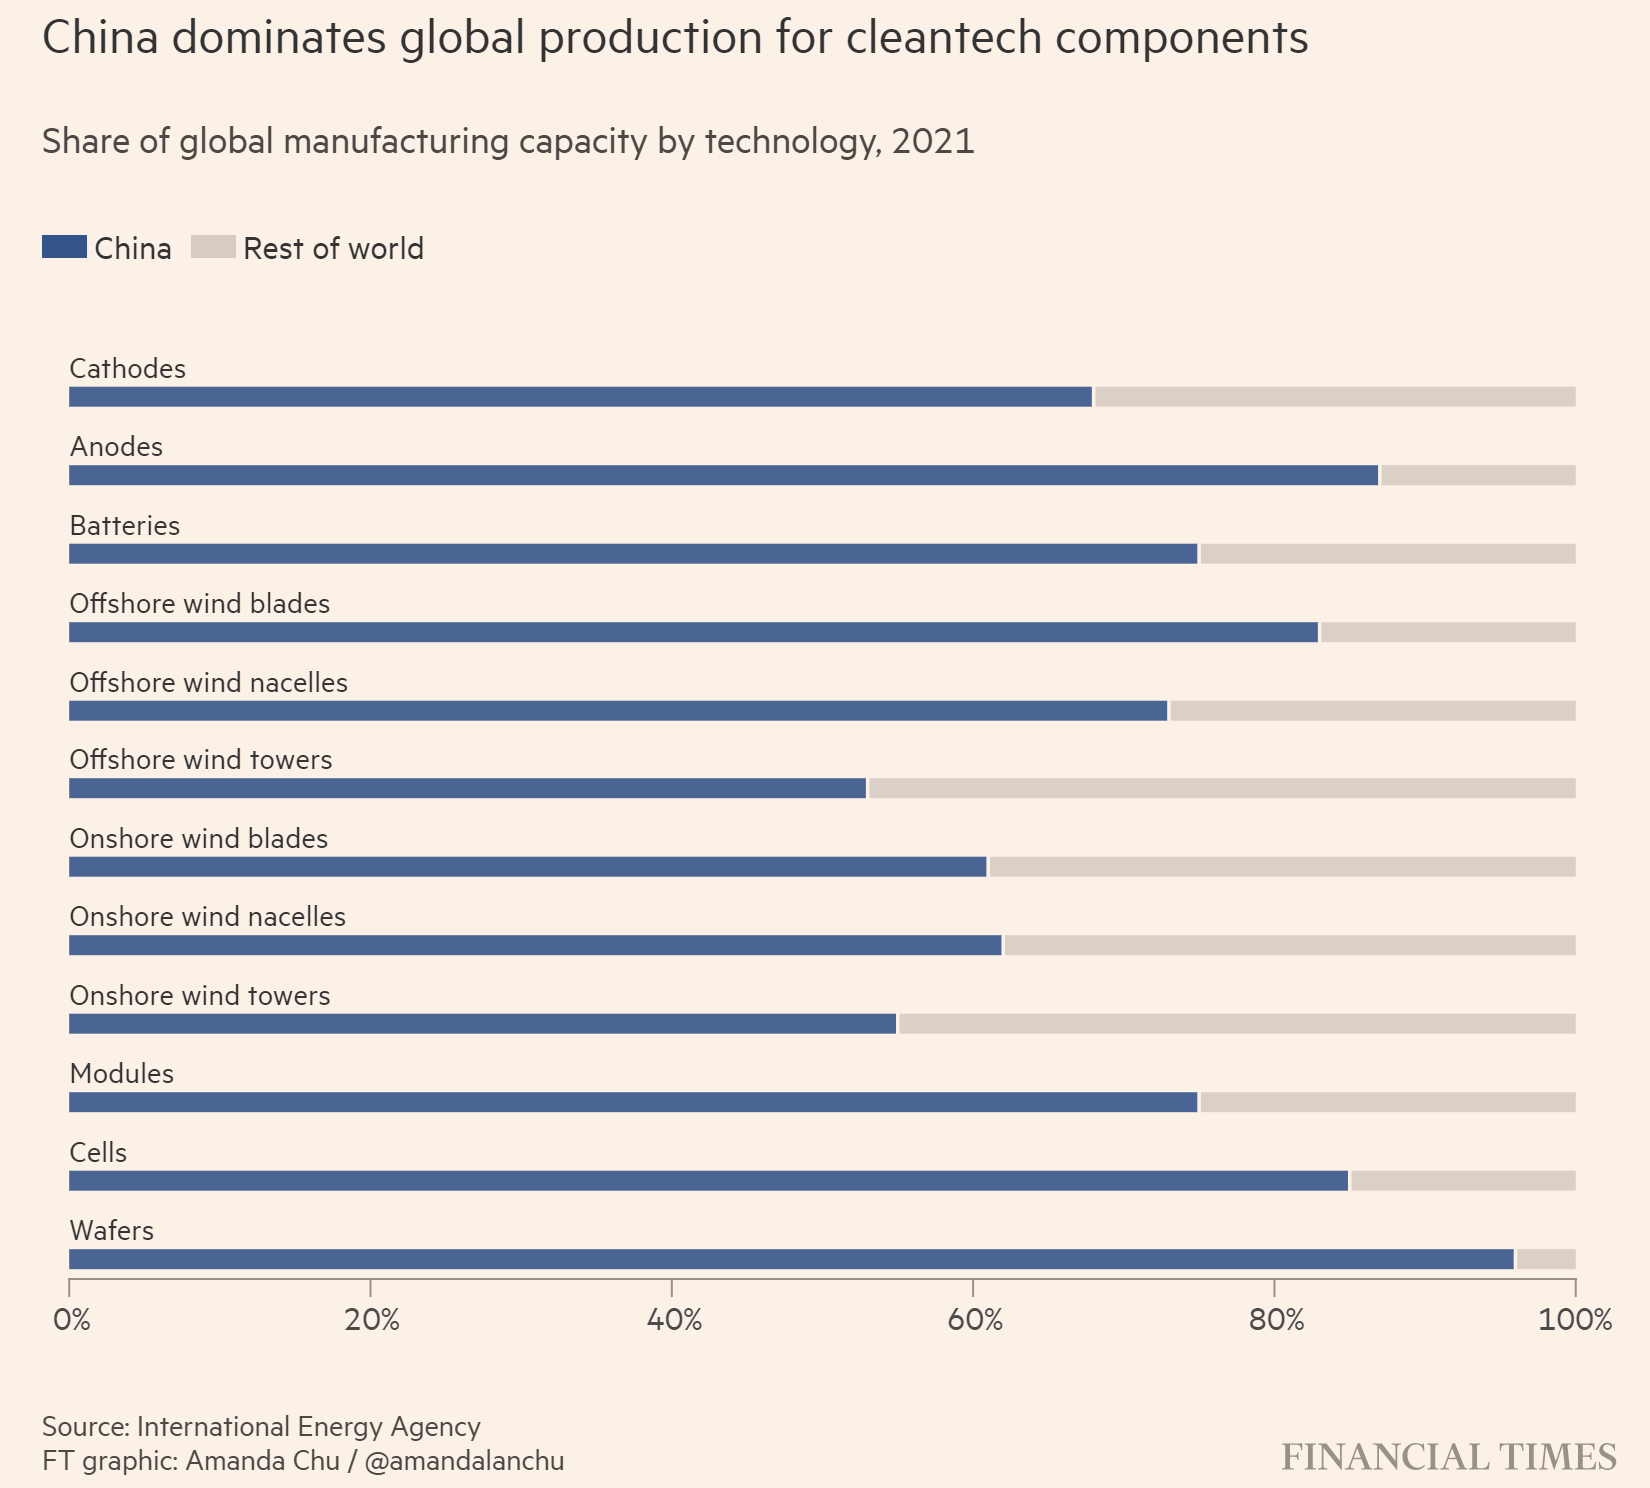 China dominates global production for cleantech components
Share of global manufacturing capacity by technology, 2021
China Rest of world
Cathodes
Anodes
Batteries
Offshore wind blades
Offshore wind nacelles
Offshore wind towers
Onshore wind blades
Onshore wind nacelles
Onshore wind towers
Modules
Cells
Wafers
0% 20% 40% 60% 80% 100%
Source: International Energy Agency
FT graphic: Amanda Chu / @amandalanchu
FINANCIAL TIMES